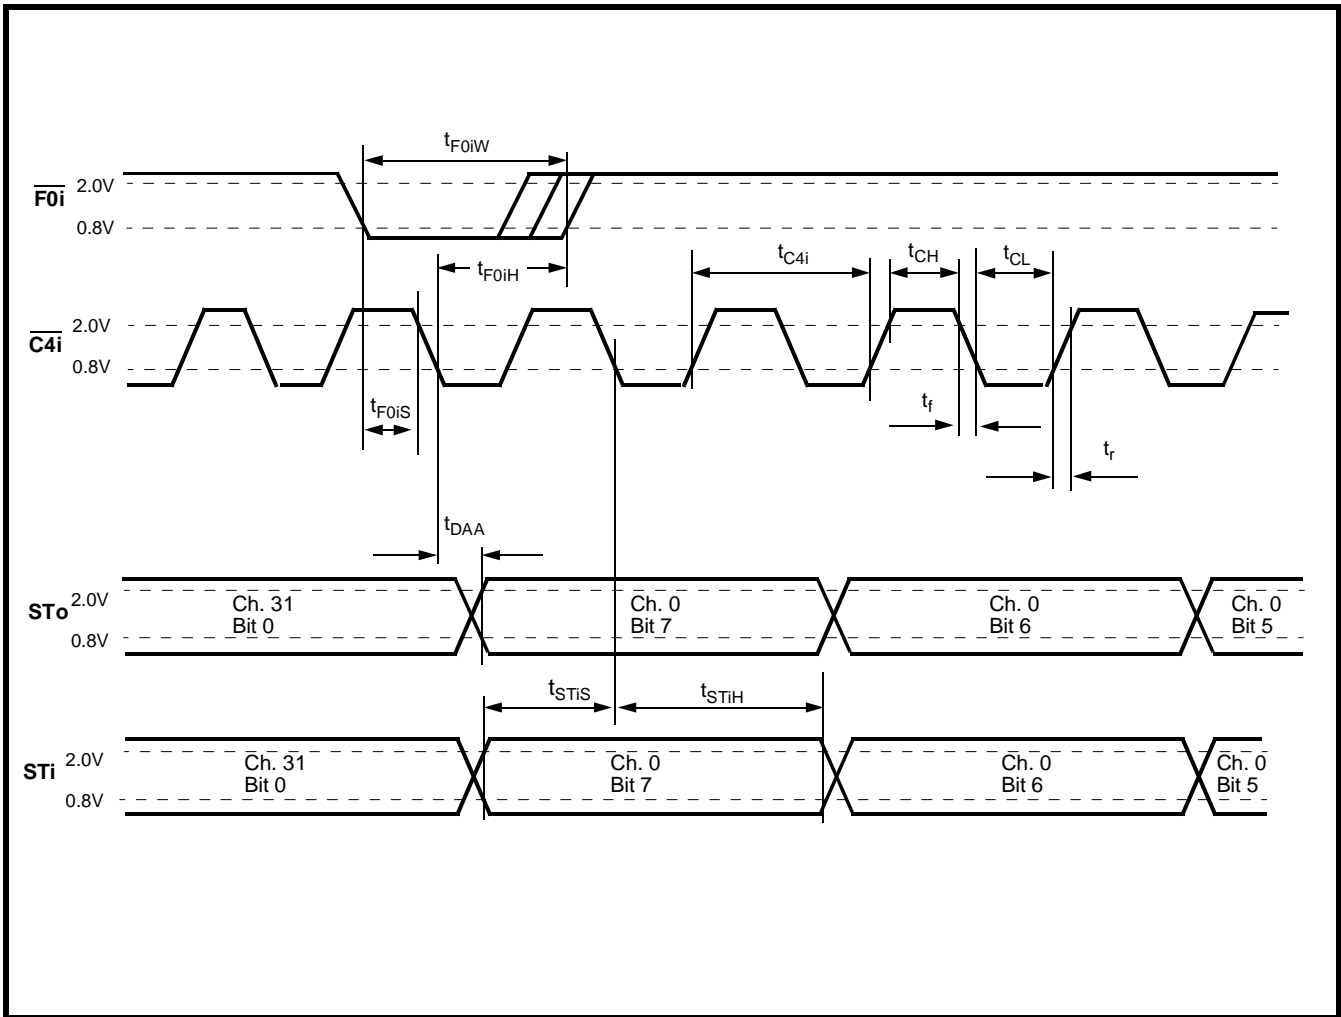 tF0iW
F0i
2.0V
0.8V
tF0iH
tC4i
tCH
tCL
C4i
2.0V
0.8V
tF0iS
tf
tr
tDAA
STo
2.0V
0.8V
Ch. 31
Bit 0
Ch. 0
Bit 7
Ch. 0
Bit 6
Ch. 0
Bit 5
tSTiS
tSTiH
STi
2.0V
0.8V
Ch. 31
Bit 0
Ch. 0
Bit 7
Ch. 0
Bit 6
Ch. 0
Bit 5